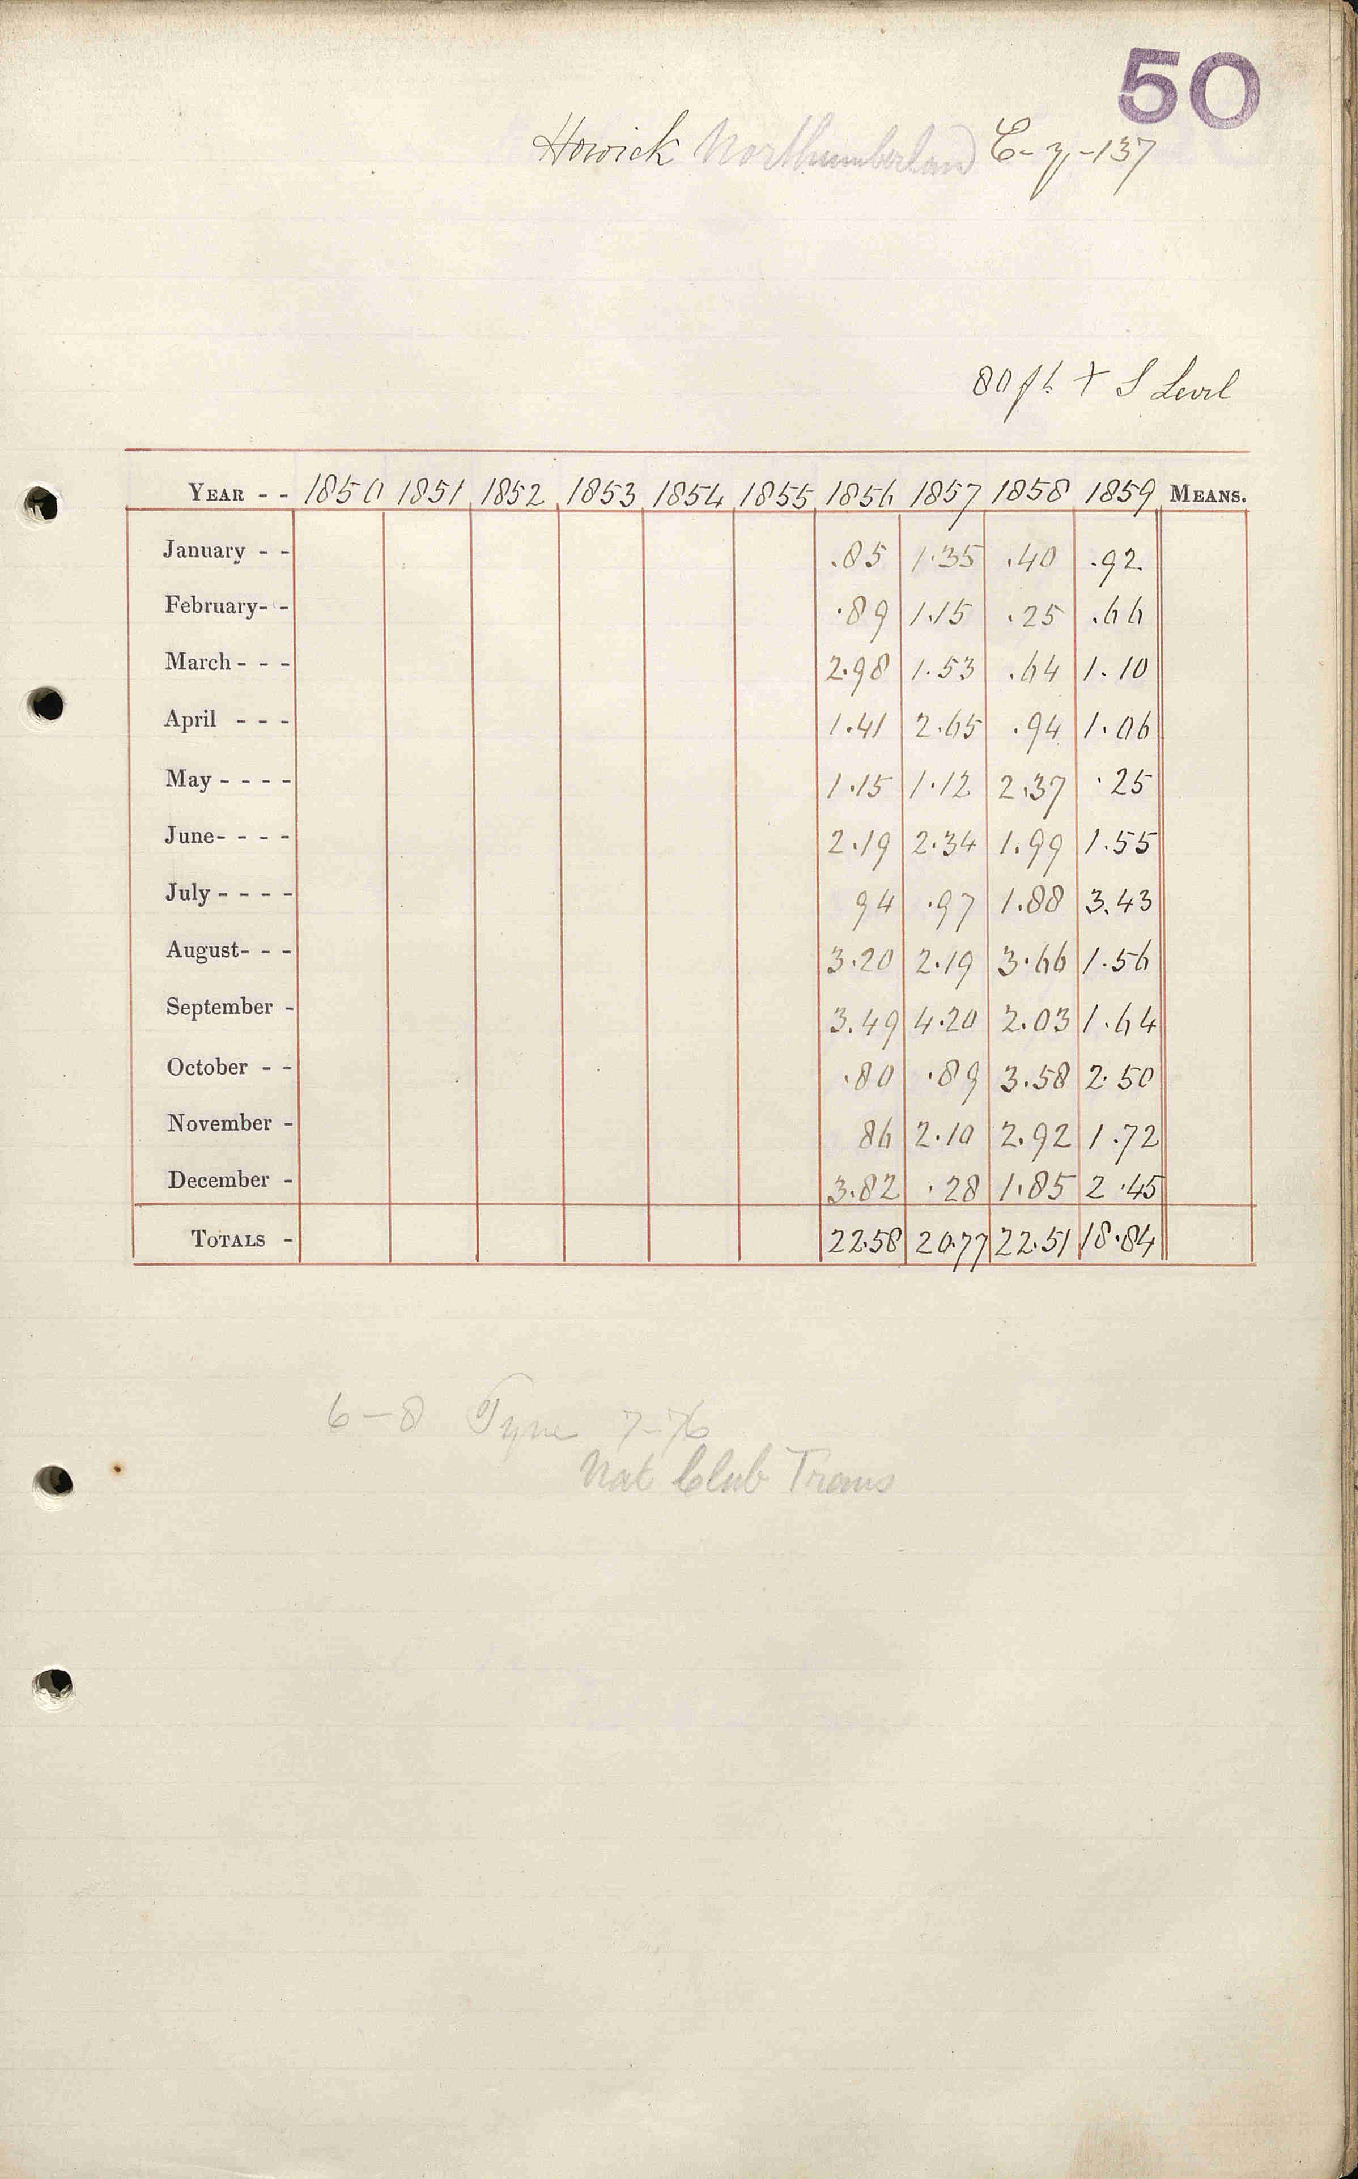 50
Howick Northumberland C-y-137
80 ft + S Level
YEAR - - 1850 1851 1852 1853 1854 1855 1856 1857 1858 1859 MEANS.
January - - .85 1.35 .40 .92
February- - .89 1.15 .25 .66
March - - - 2.98 1.53 .64 1.10
April - - - 1.41 2.65 .94 1.06
May - - - - 1.15 1.12 2.37 .25
June- - - - 2.19 2.34 1.99 1.55
July - - - - 94 .97 1.88 3.43
August- - - 3.20 2.19 3.66 1.56
September - 3.49 4.20 2.03 1.64
October - - .80 .89 3.58 2.50
November - 86 2.10 2.92 1.72
December - 3.82 .28 1.85 2.45
TOTALS - 22.58 20.77 22.51 18.84
6-8 Tyne 7-76
Nat Club Trans